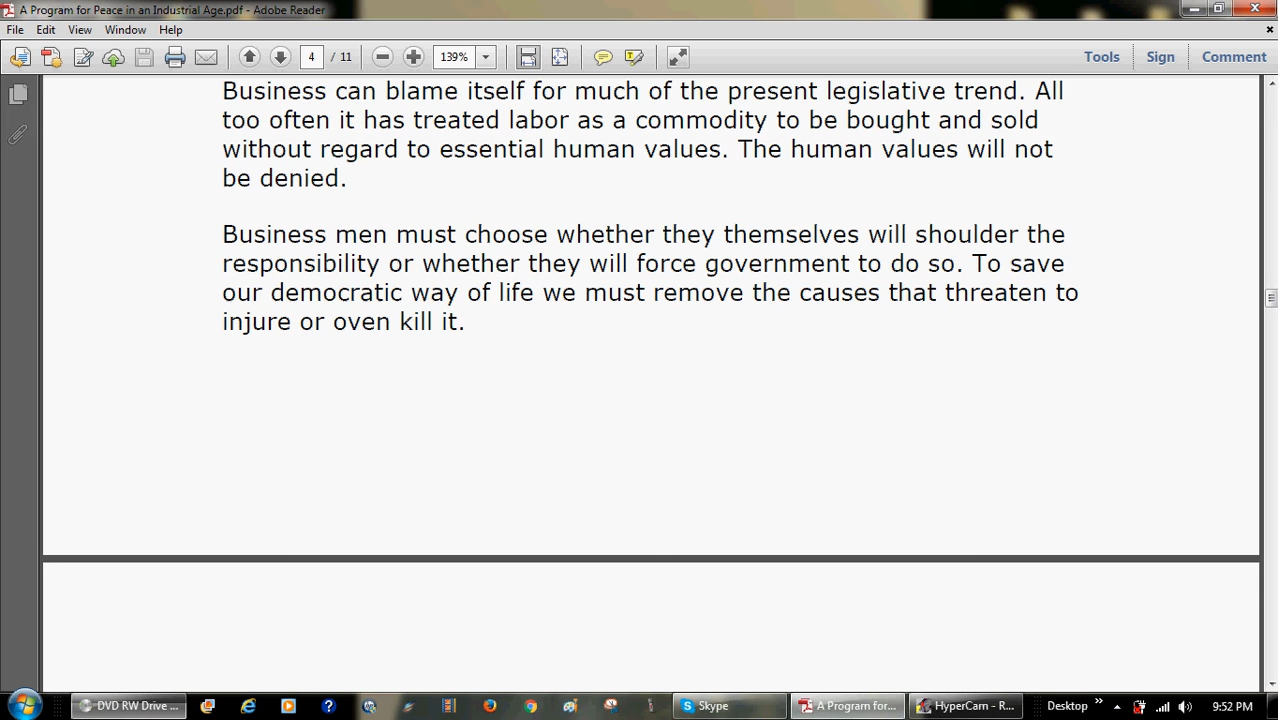 A Program for Peace in an Industrial Age.pdf - Adobe Reader
File Edit View Window Help
4 / 11 139% Tools Sign Comment
Business can blame itself for much of the present legislative trend. All
too often it has treated labor as a commodity to be bought and sold
without regard to essential human values. The human values will not
be denied.
Business men must choose whether they themselves will shoulder the
responsibility or whether they will force government to do so. To save
our democratic way of life we must remove the causes that threaten to
injure or oven kill it.
DVD RW Drive ... Skype A Program for... HyperCam - R... Desktop 9:52 PM